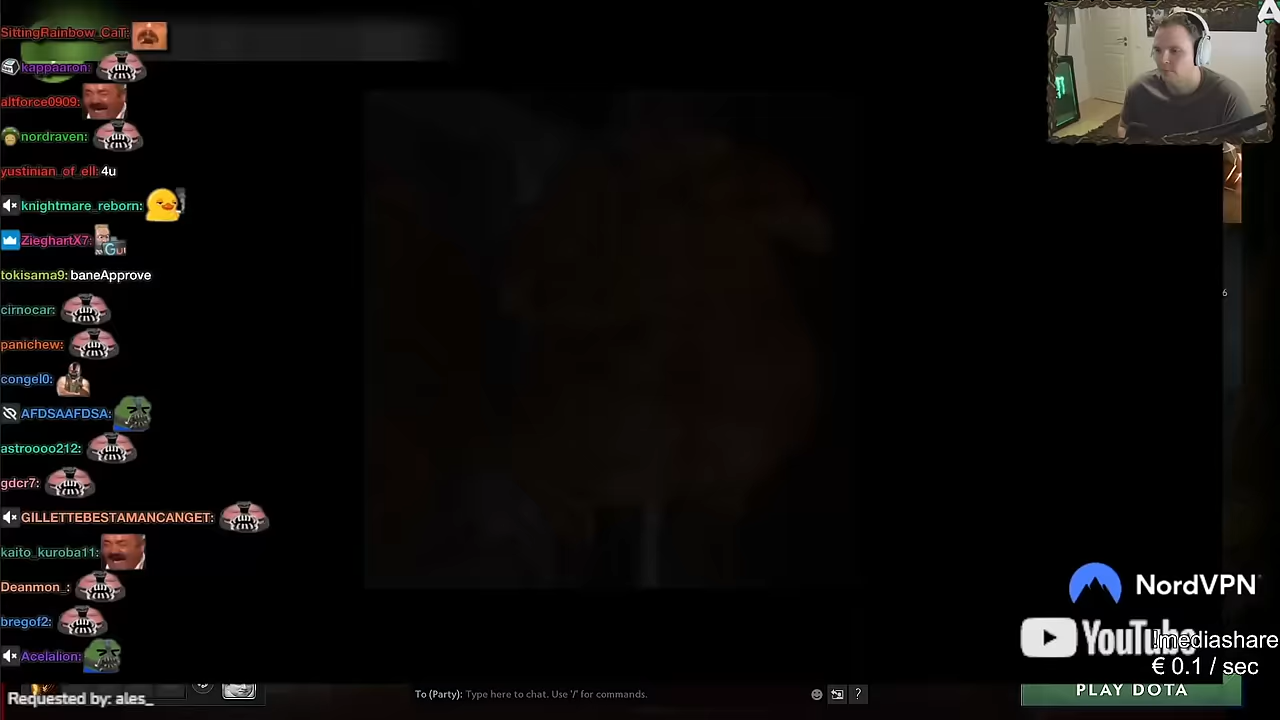 SittingRainbow_CaT:
kappaaron:
altforce0909:
nordraven:
yustinian_of_ell: 4u
knightmare_reborn:
ZieghartX7:
tokisama9: baneApprove
cirnocar:
panichew:
congel0:
AFDSAAFDSA:
astroooo212:
gdcr7:
GILLETTEBESTAMANCANGET:
kaito_kuroba11:
Deanmon_:
bregof2:
Acelalion:
Requested by: ales_
To (Party): Type here to chat. Use '/' for commands.
?
6
NordVPN
YouTube
!mediashare
€ 0.1 / sec
PLAY DOTA